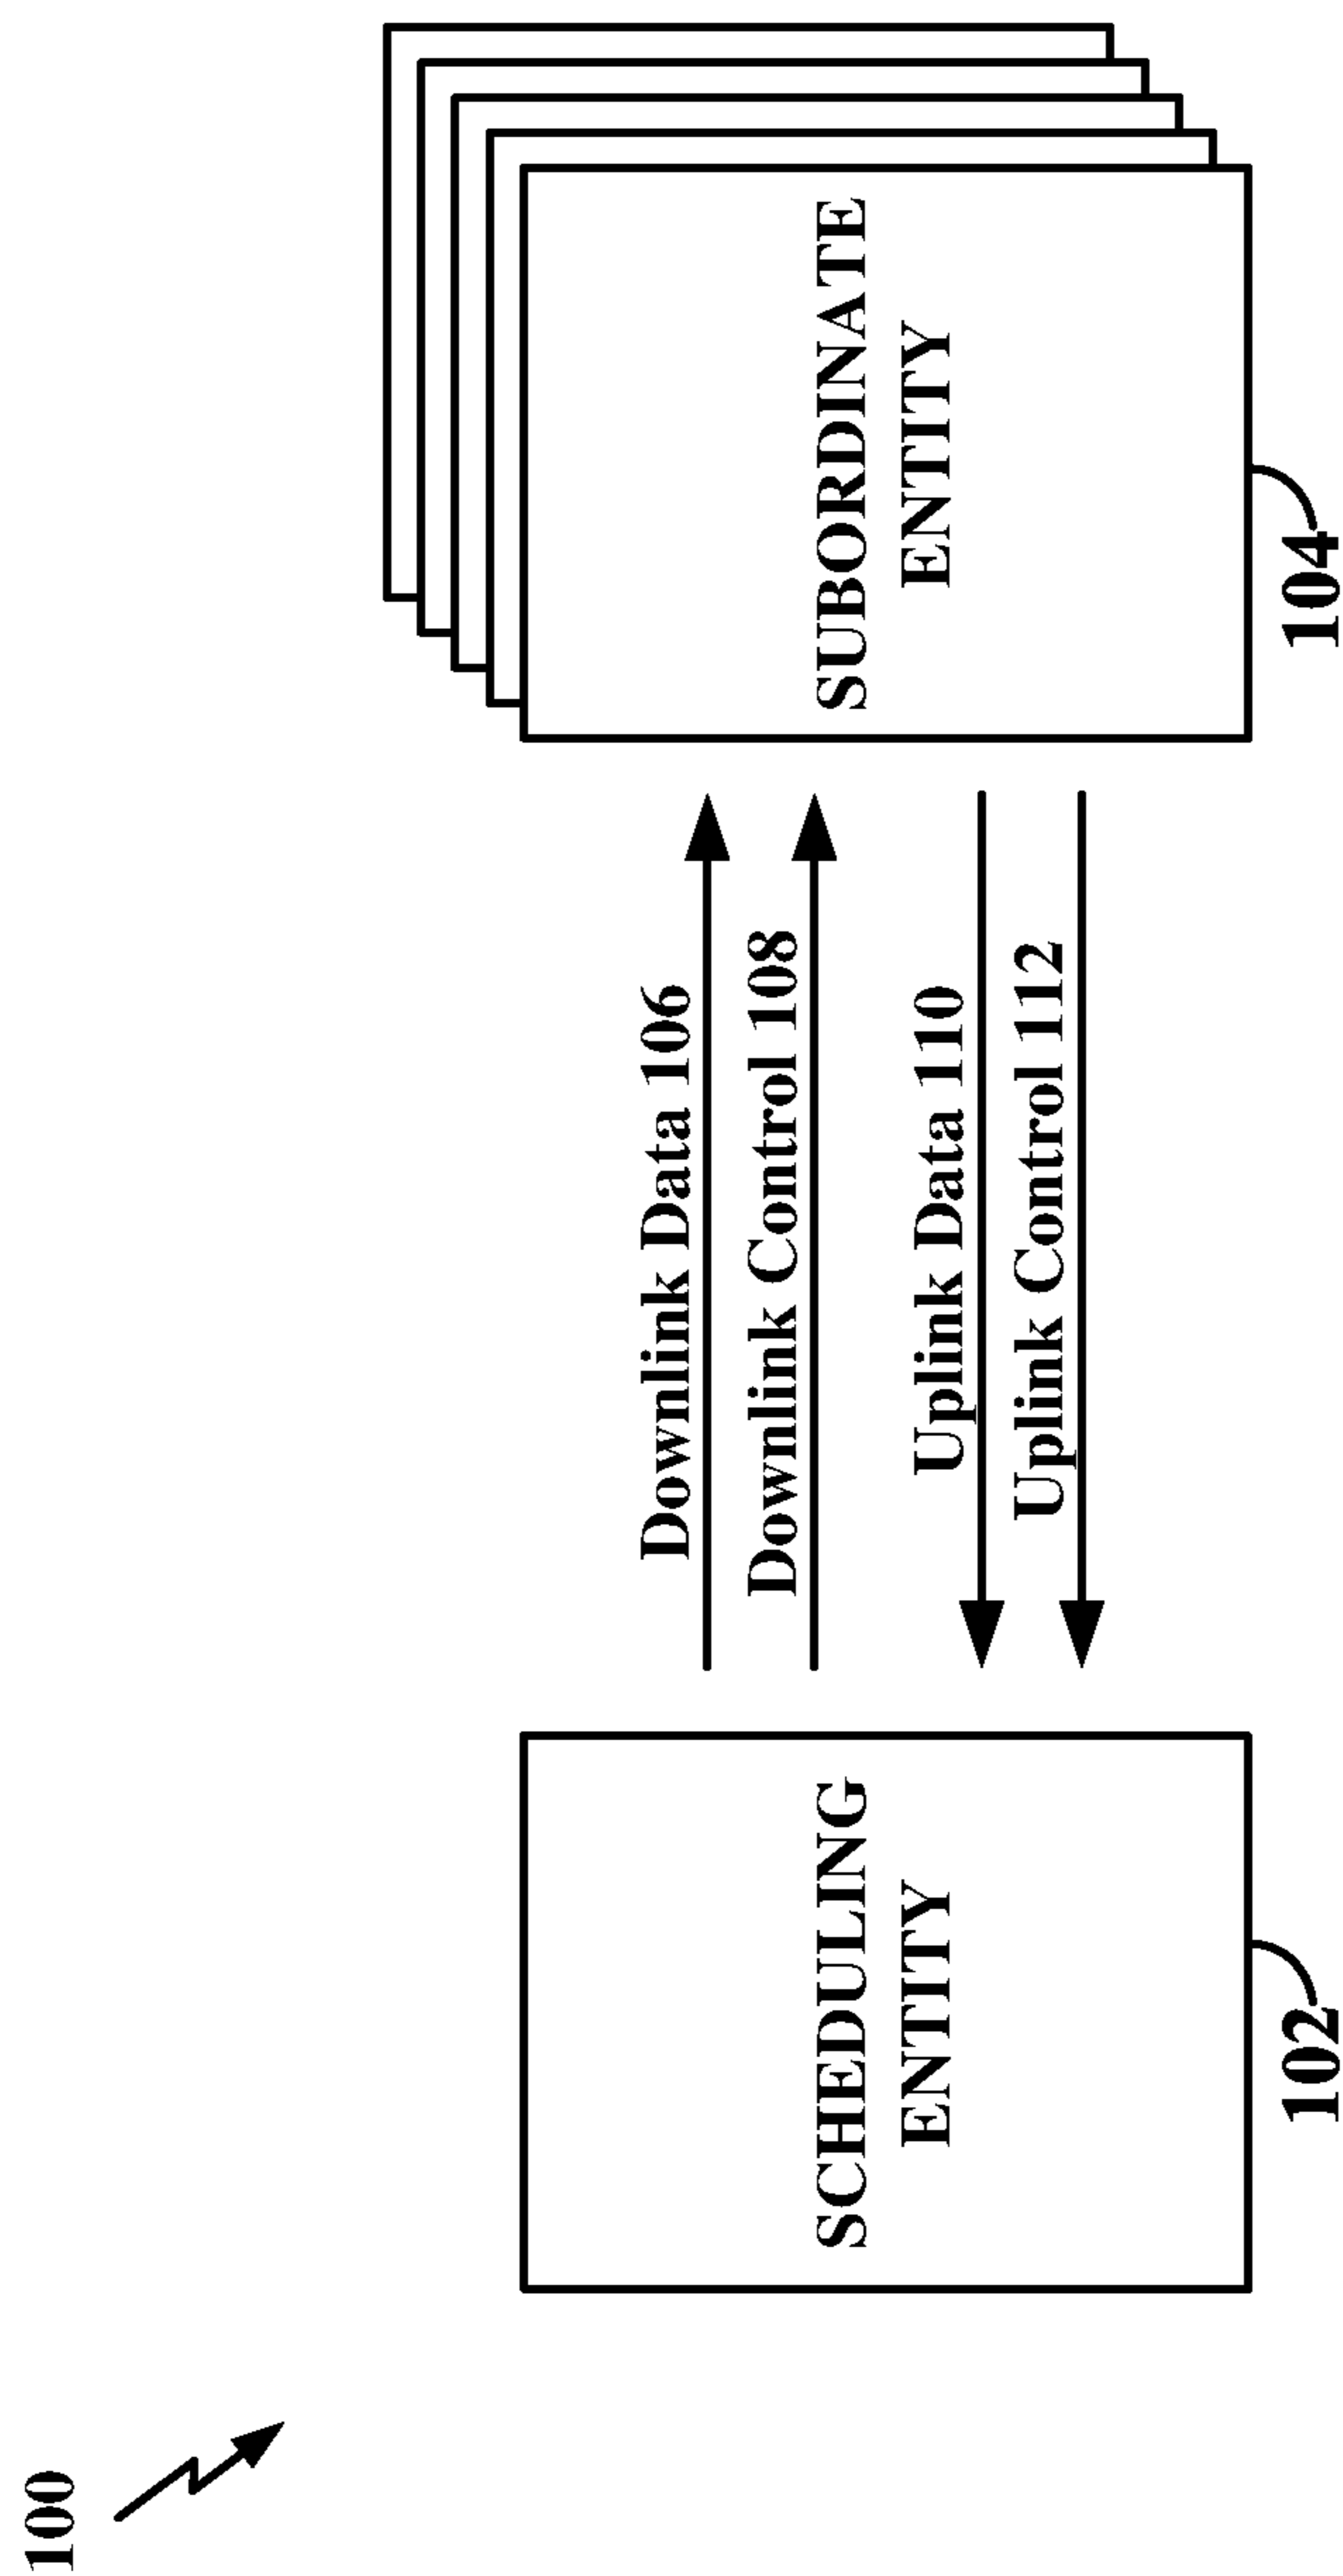 100
SCHEDULING
ENTITY
102
Downlink Data 106
Downlink Control 108
Uplink Data 110
Uplink Control 112
SUBORDINATE
ENTITY
104